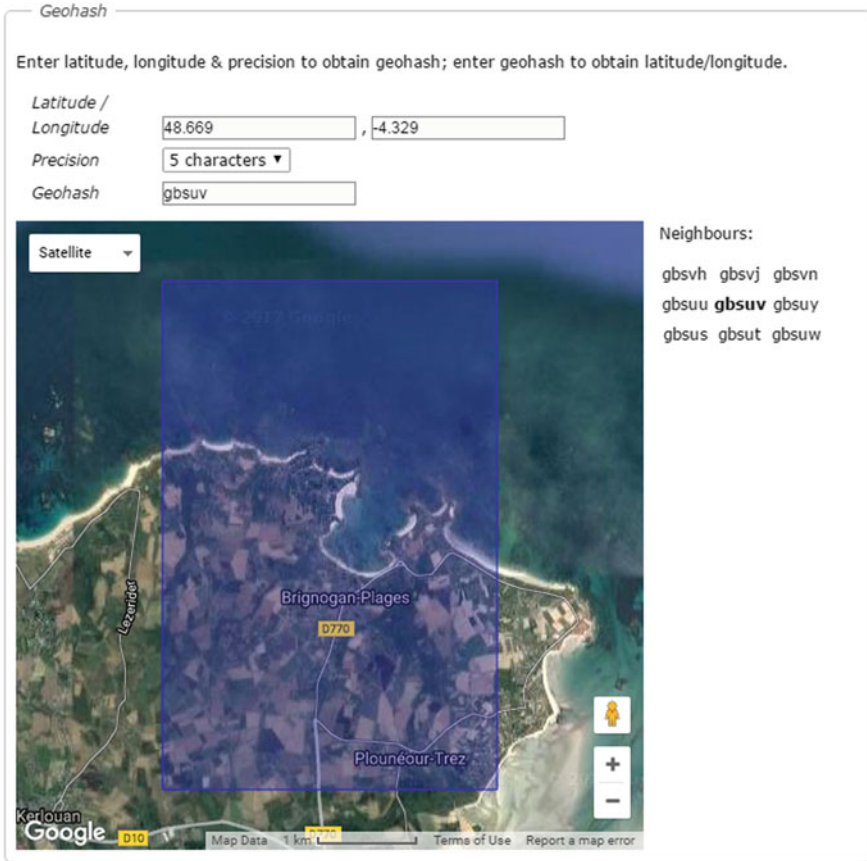 Geohash
Enter latitude, longitude & precision to obtain geohash; enter geohash to obtain latitude/longitude.
Latitude /
Longitude 48.669 , -4.329
Precision 5 characters ▼
Geohash gbsuv
Satellite
Neighbours:
gbsvh gbsvj gbsvn
gbsuu gbsuv gbsuy
gbsus gbsut gbsuw
© 2017 Google
Lezerider
Brignogan-Plages
D770
Plounéour-Trez
Kerlouan
Google D10 D770
Map Data 1 km Terms of Use Report a map error